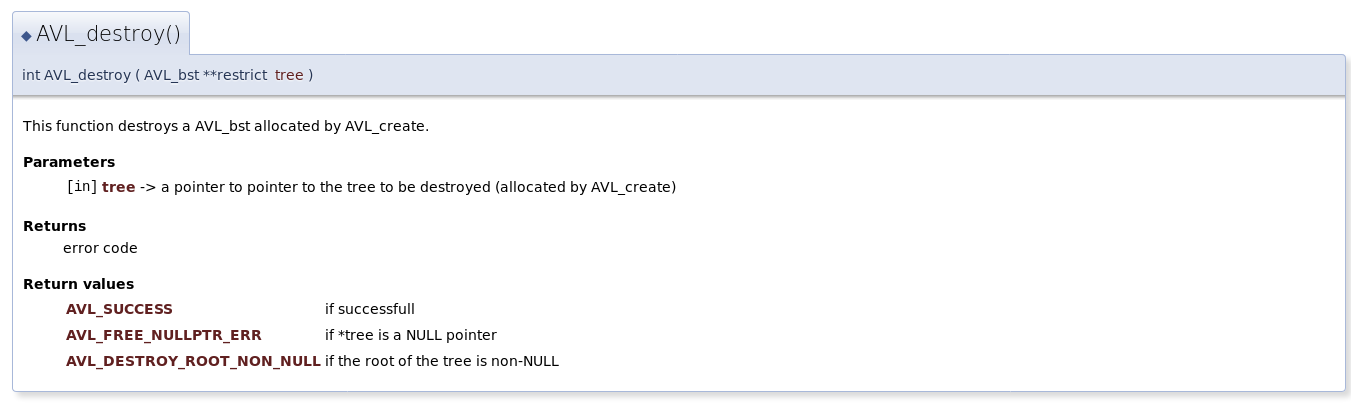 ◆ AVL_destroy()
int AVL_destroy ( AVL_bst **restrict tree )
This function destroys a AVL_bst allocated by AVL_create.
Parameters
[in] tree -> a pointer to pointer to the tree to be destroyed (allocated by AVL_create)
Returns
error code
Return values
AVL_SUCCESS if successfull
AVL_FREE_NULLPTR_ERR if *tree is a NULL pointer
AVL_DESTROY_ROOT_NON_NULL if the root of the tree is non-NULL